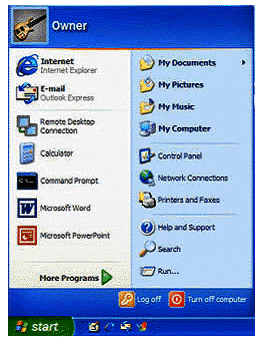 Owner
Internet
Internet Explorer
E-mail
Outlook Express
Remote Desktop
Connection
Calculator
Command Prompt
Microsoft Word
Microsoft PowerPoint
More Programs
My Documents
My Pictures
My Music
My Computer
Control Panel
Network Connections
Printers and Faxes
Help and Support
Search
Run...
Log off
Turn off computer
start